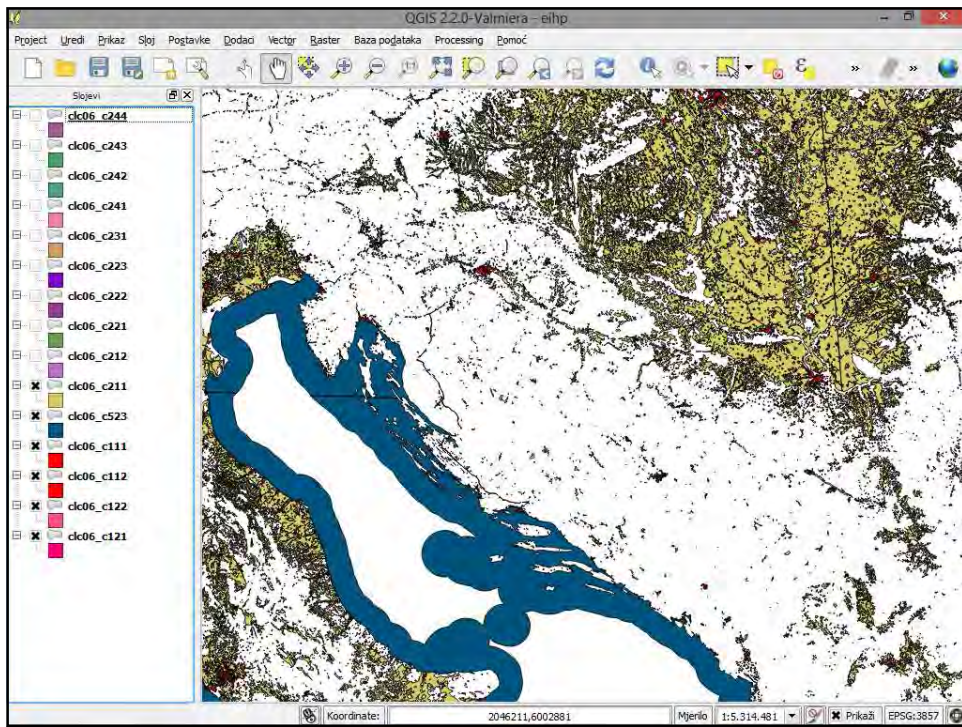 QGIS 2.2.0-Valmiera - eihp
Project Uredi Prikaz Sloj Postavke Dodaci Vector Raster Baza podataka Processing Pomoć
Slojevi
clc06_c244
clc06_c243
clc06_c242
clc06_c241
clc06_c231
clc06_c223
clc06_c222
clc06_c221
clc06_c212
clc06_c211
clc06_c523
clc06_c111
clc06_c112
clc06_c122
clc06_c121
Koordinate: 2046211,6002881 Mjerilo 1:5.314.481 Prikaži EPSG:3857